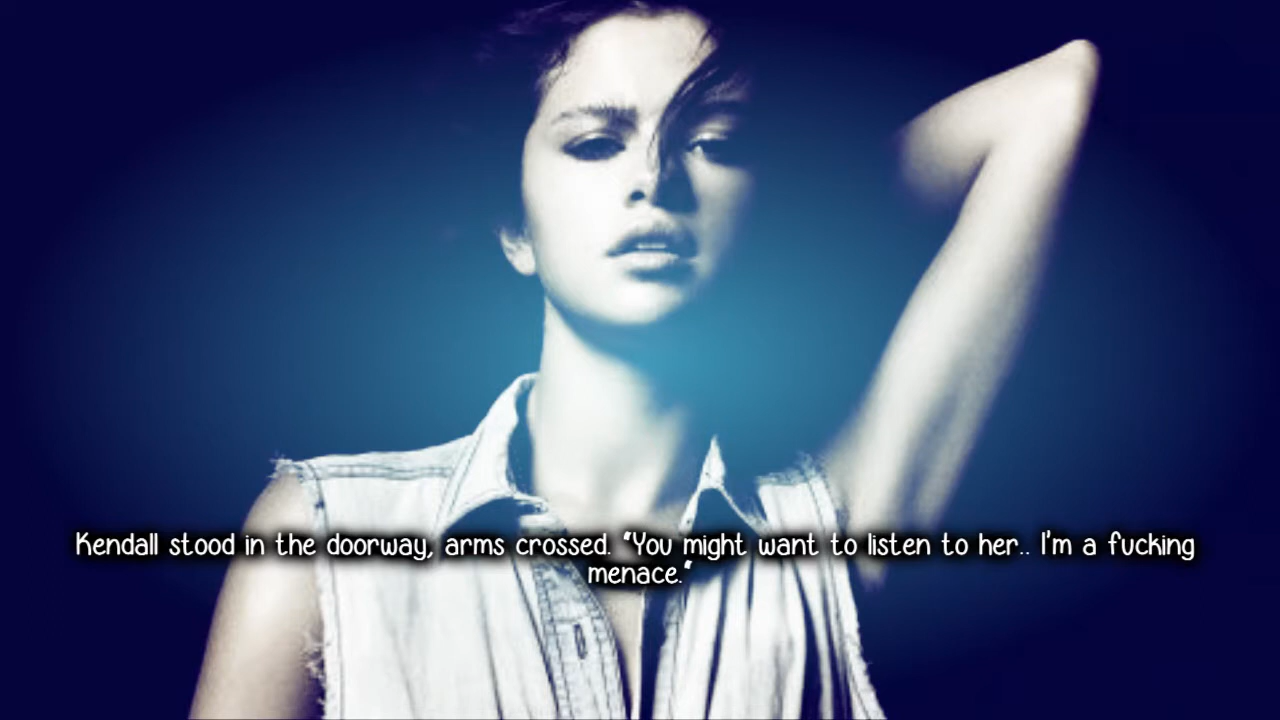 Kendall stood in the doorway, arms crossed. "You might want to listen to her.. I'm a fucking
menace."